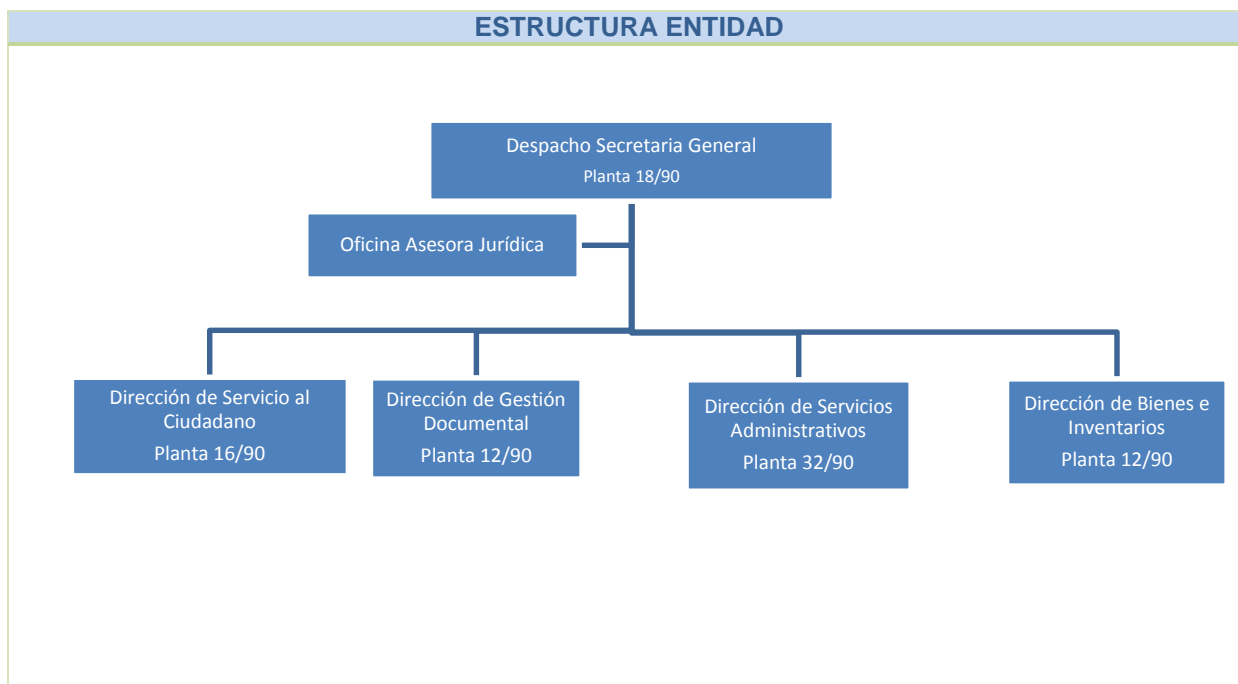 ESTRUCTURA ENTIDAD
Despacho Secretaria General
Planta 18/90
Oficina Asesora Jurídica
Dirección de Servicio al
Ciudadano
Planta 16/90
Dirección de Gestión
Documental
Planta 12/90
Dirección de Servicios
Administrativos
Planta 32/90
Dirección de Bienes e
Inventarios
Planta 12/90